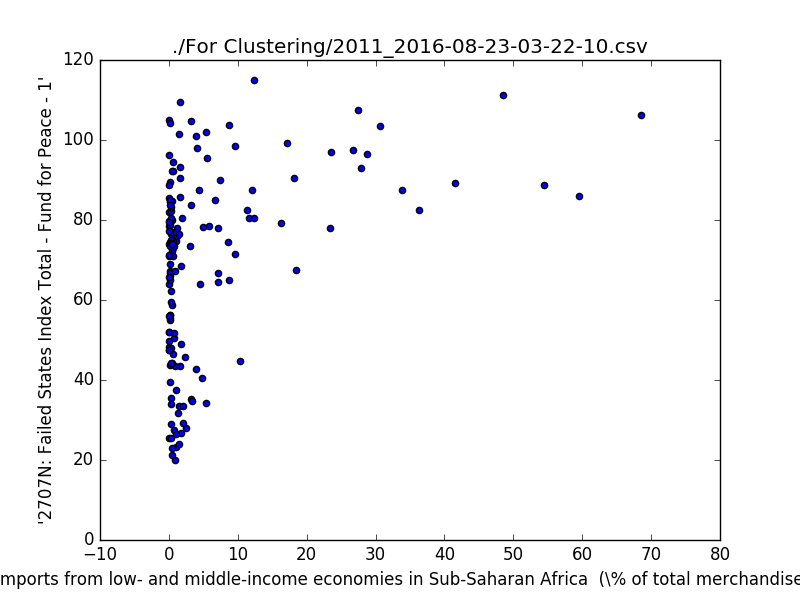 ./For Clustering/2011_2016-08-23-03-22-10.csv
'2707N: Failed States Index Total - Fund for Peace - 1'
120
100
80
60
40
20
0
−10 0 10 20 30 40 50 60 70 80
mports from low- and middle-income economies in Sub-Saharan Africa (\% of total merchandise